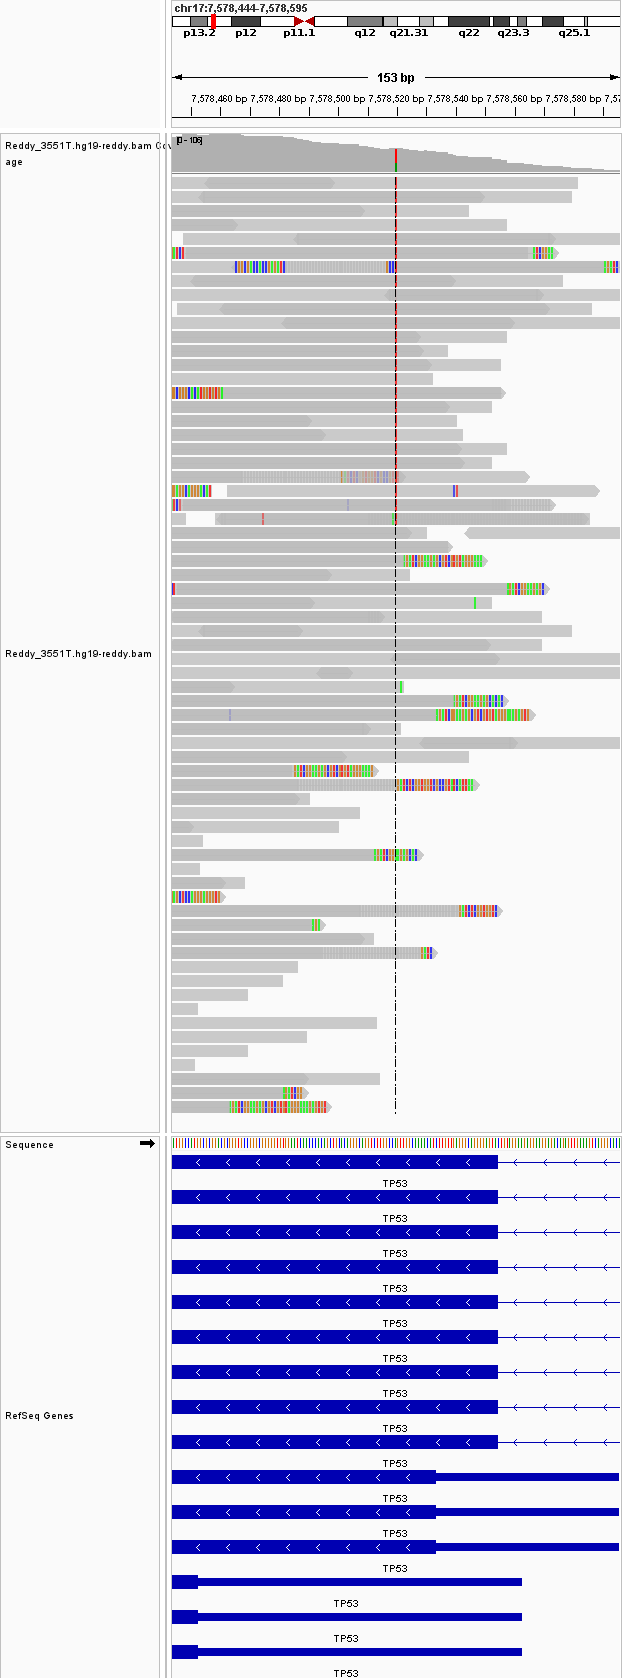 chr17:7,578,444-7,578,595
p13.2 p12 p11.1 q12 q21.31 q22 q23.3 q25.1
153 bp
7,578,460 bp 7,578,480 bp 7,578,500 bp 7,578,520 bp 7,578,540 bp 7,578,560 bp 7,578,580 bp 7,57
Reddy_3551T.hg19-reddy.bam Cov
age
[0 - 106]
Reddy_3551T.hg19-reddy.bam
Sequence
TP53
TP53
TP53
TP53
TP53
TP53
TP53
RefSeq Genes
TP53
TP53
TP53
TP53
TP53
TP53
TP53
TP53